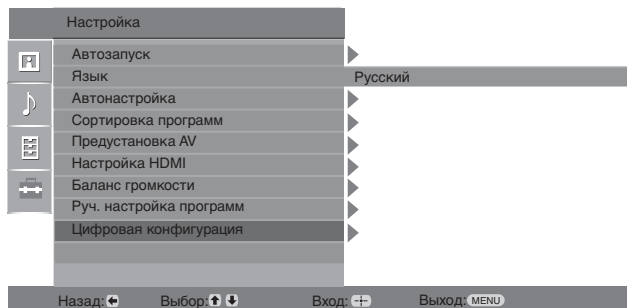 Настройка
Автозапуск
Язык Русский
Автонастройка
Сортировка программ
Предустановка AV
Настройка HDMI
Баланс громкости
Руч. настройка программ
Цифровая конфигурация
Назад: Выбор: Вход: Выход: MENU